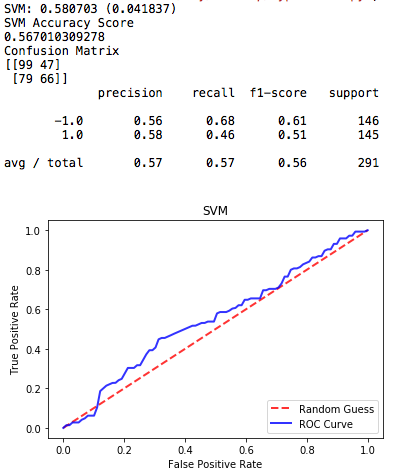 SVM: 0.580703 (0.041837)
SVM Accuracy Score
0.567010309278
Confusion Matrix
[[99 47]
[79 66]]
precision recall f1-score support
-1.0 0.56 0.68 0.61 146
1.0 0.58 0.46 0.51 145
avg / total 0.57 0.57 0.56 291
SVM
1.0
0.8
0.6
0.4
0.2
0.0
True Positive Rate
Random Guess
ROC Curve
0.0 0.2 0.4 0.6 0.8 1.0
False Positive Rate